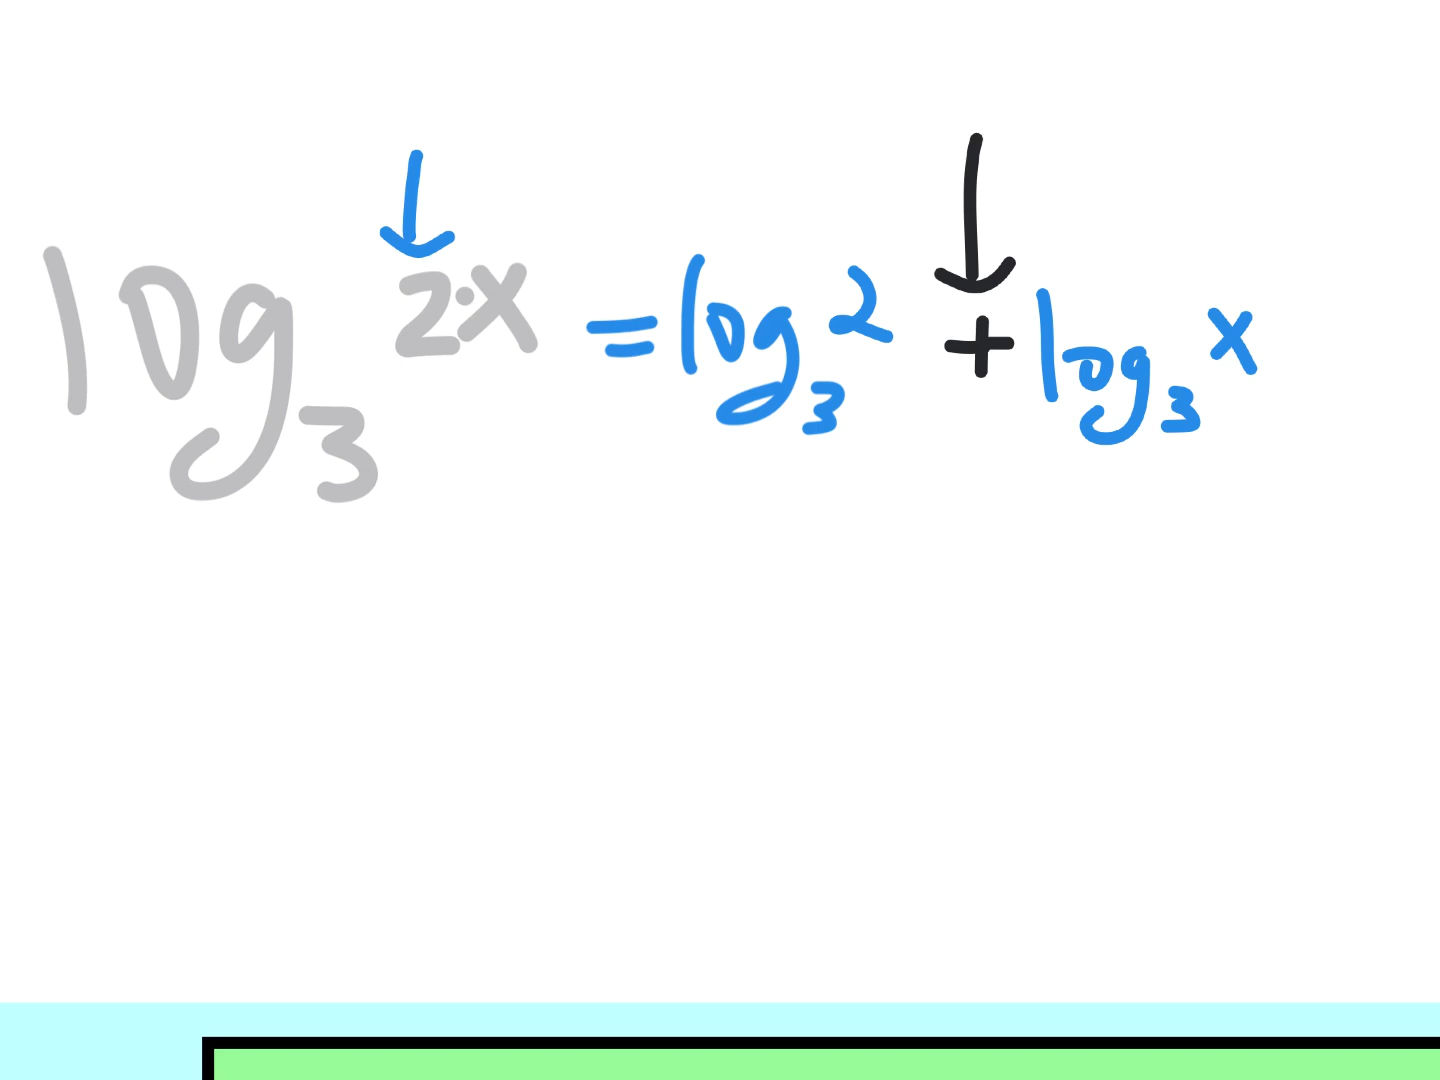 log₃ 2·x = log₃ 2 + log₃ x